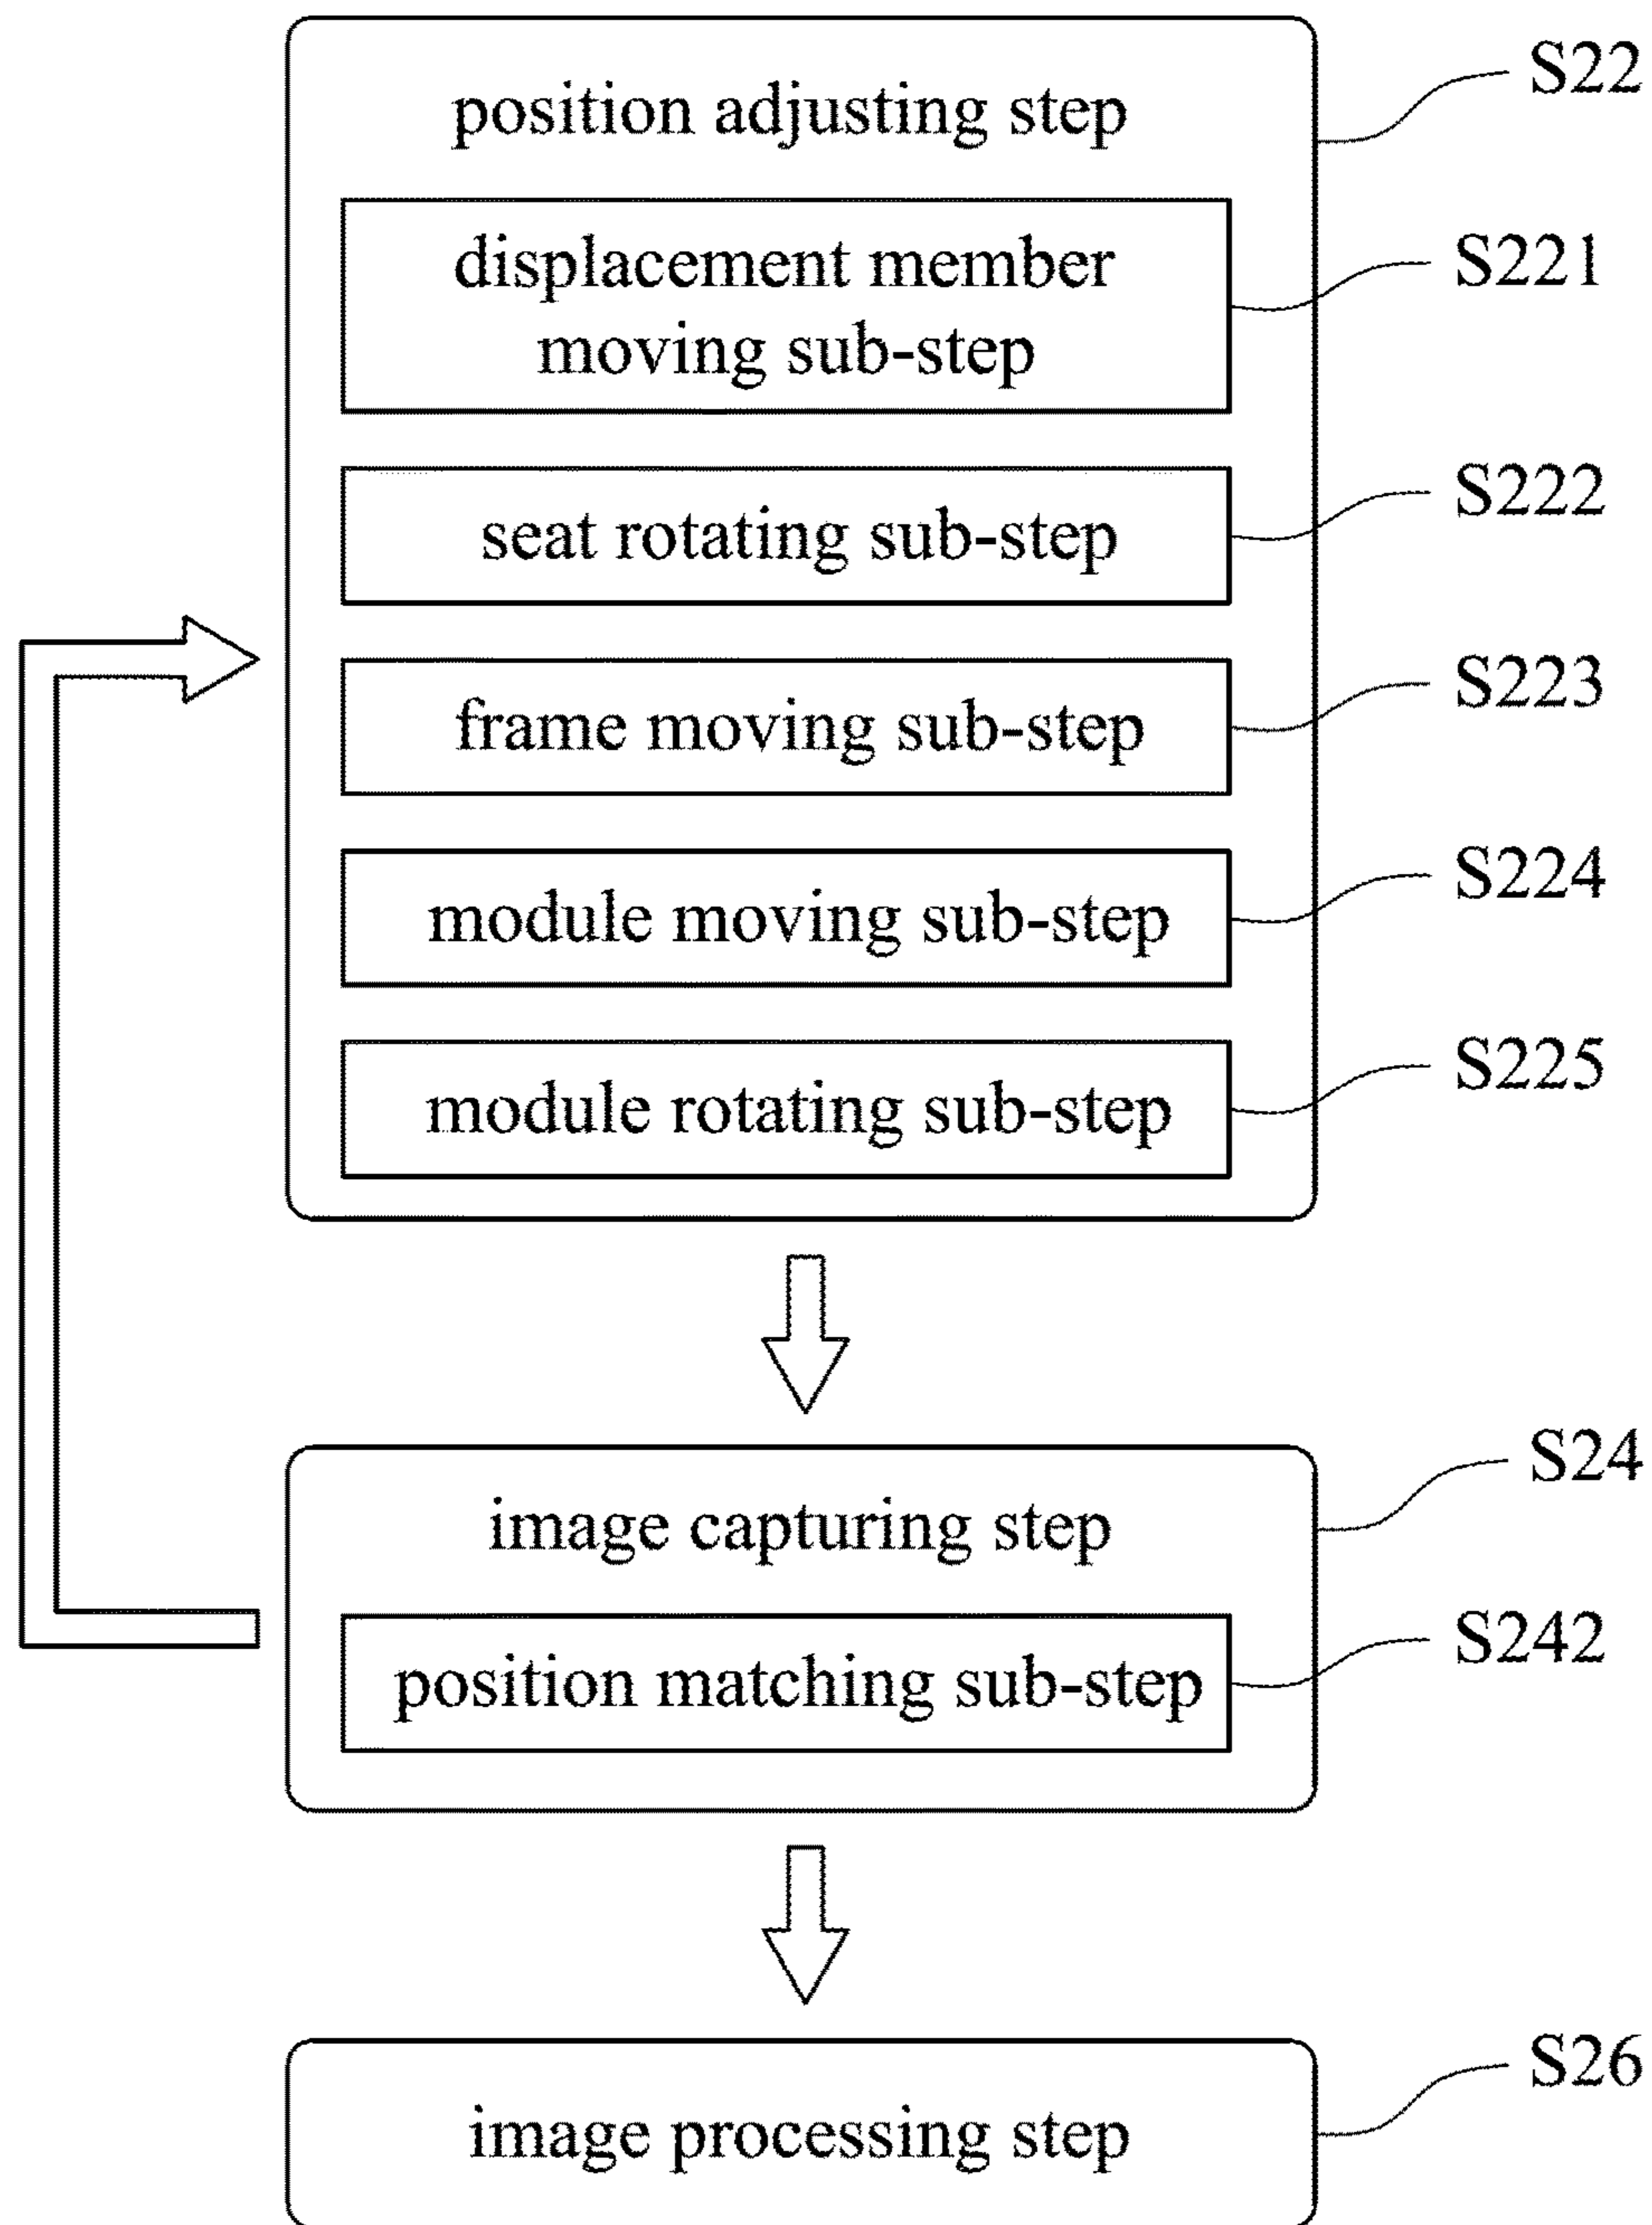 position adjusting step
S22
displacement member
moving sub-step
S221
seat rotating sub-step
S222
frame moving sub-step
S223
module moving sub-step
S224
module rotating sub-step
S225
image capturing step
S24
position matching sub-step
S242
image processing step
S26